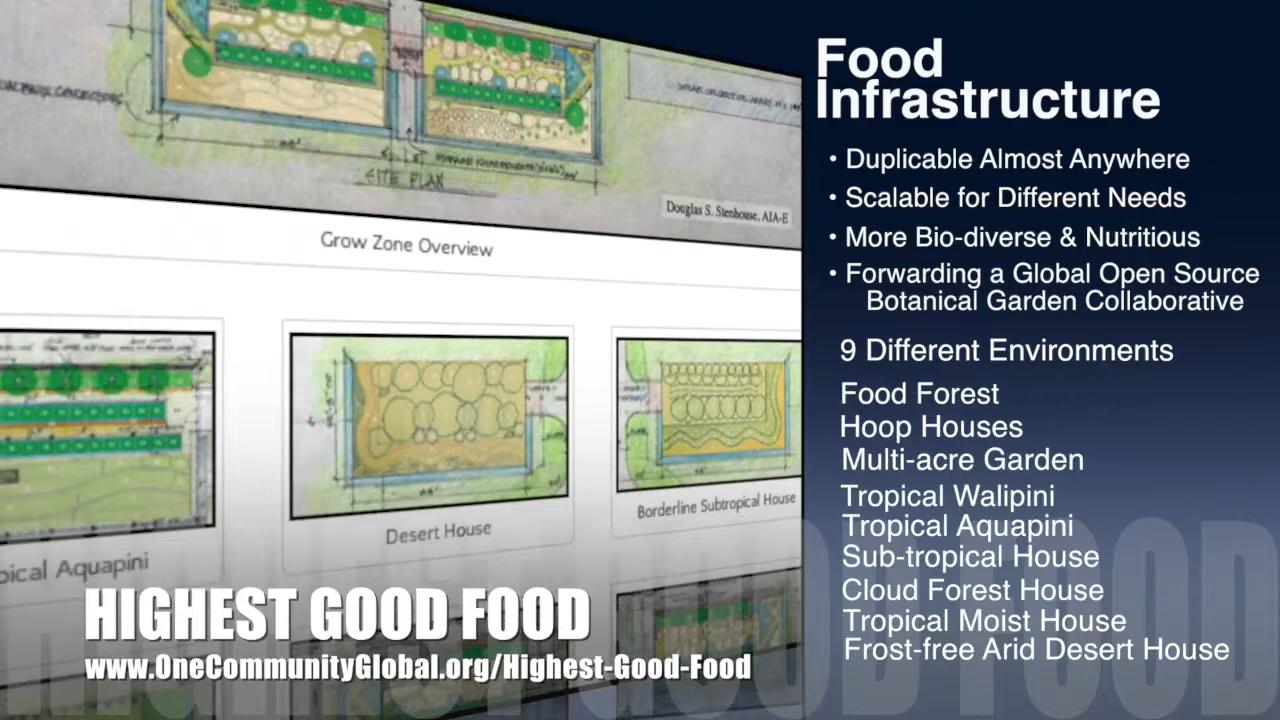 SITE PLAN
Douglas S. Stenhouse, AIA-E
Grow Zone Overview
pical Aquapini
Desert House
Borderline Subtropical House
HIGHEST GOOD FOOD
www.OneCommunityGlobal.org/Highest-Good-Food
Food
Infrastructure
• Duplicable Almost Anywhere
• Scalable for Different Needs
• More Bio-diverse & Nutritious
• Forwarding a Global Open Source
Botanical Garden Collaborative
9 Different Environments
Food Forest
Hoop Houses
Multi-acre Garden
Tropical Walipini
Tropical Aquapini
Sub-tropical House
Cloud Forest House
Tropical Moist House
Frost-free Arid Desert House
HIGHEST GOOD FOOD